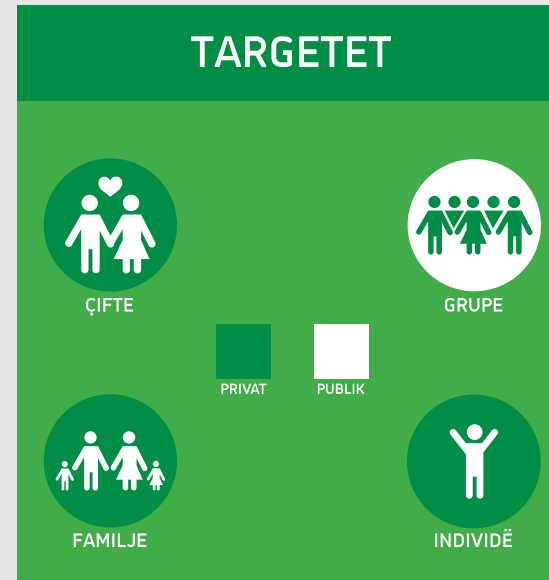 TARGETET
ÇIFTE
GRUPE
PRIVAT
PUBLIK
FAMILJE
INDIVIDË